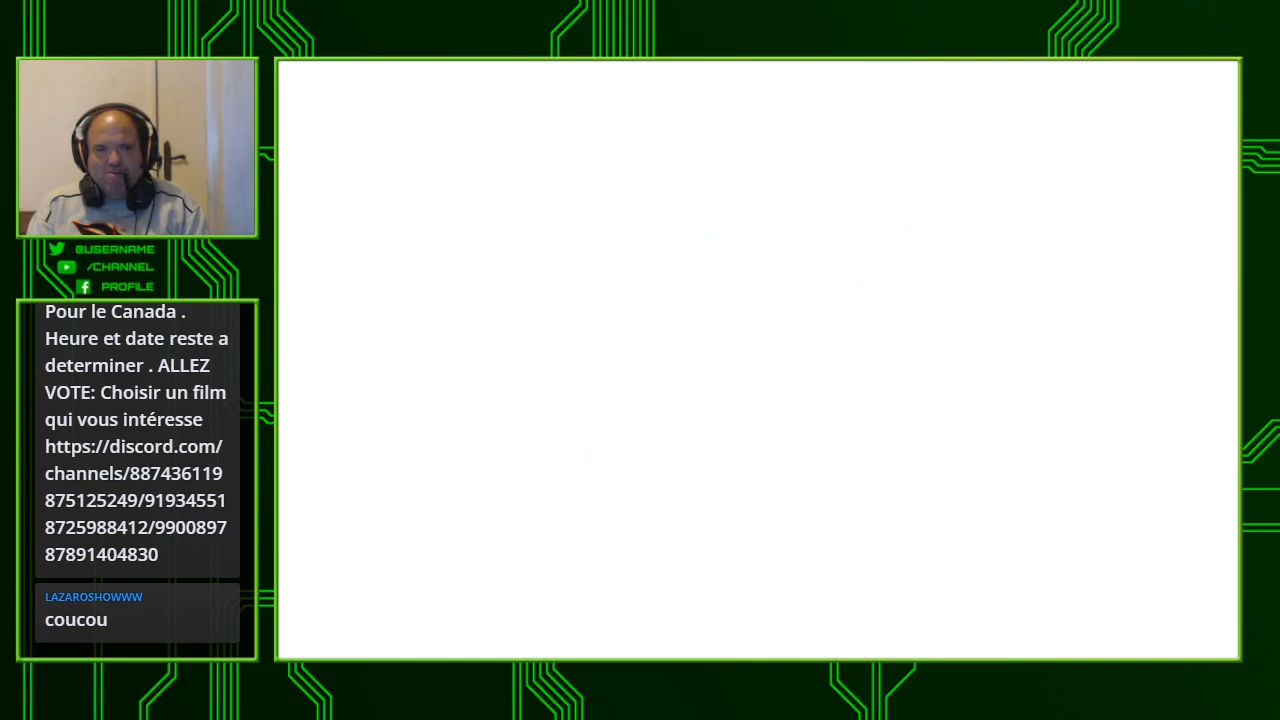 @USERNAME
/CHANNEL
PROFILE
Pour le Canada .
Heure et date reste a
determiner . ALLEZ
VOTE: Choisir un film
qui vous intéresse
https://discord.com/
channels/887436119
875125249/91934551
8725988412/9900897
87891404830
LAZAROSHOWWW
coucou